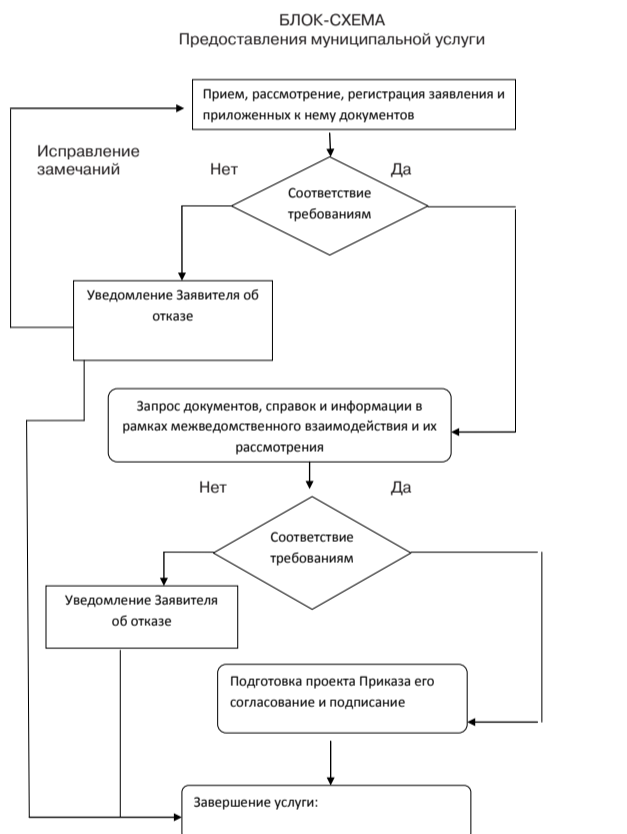 БЛОК-СХЕМА
Предоставления муниципальной услуги
Прием, рассмотрение, регистрация заявления и
приложенных к нему документов
Исправление
замечаний
Нет
Да
Соответствие
требованиям
Уведомление Заявителя об
отказе
Запрос документов, справок и информации в
рамках межведомственного взаимодействия и их
рассмотрения
Нет
Да
Соответствие
требованиям
Уведомление Заявителя
об отказе
Подготовка проекта Приказа его
согласование и подписание
Завершение услуги: